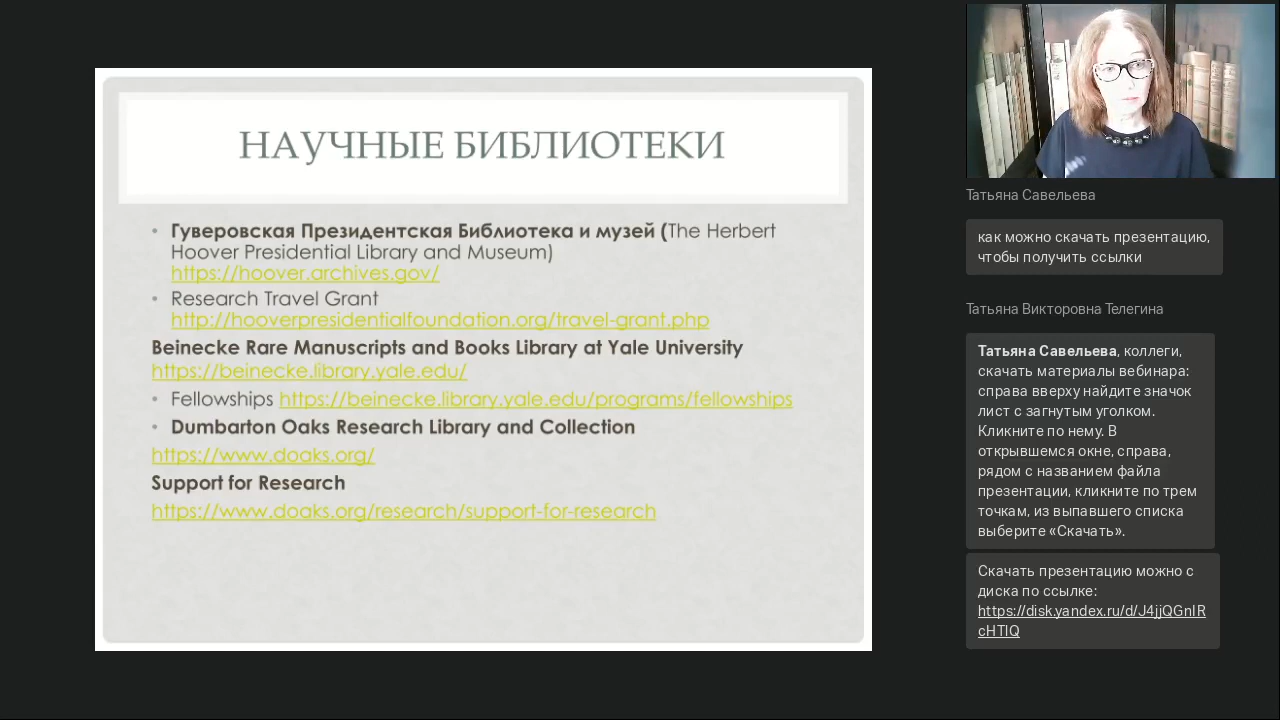 НАУЧНЫЕ БИБЛИОТЕКИ
• Гуверовская Президентская Библиотека и музей (The Herbert
Hoover Presidential Library and Museum)
https://hoover.archives.gov/
• Research Travel Grant
http://hooverpresidentialfoundation.org/travel-grant.php
Beinecke Rare Manuscripts and Books Library at Yale University
https://beinecke.library.yale.edu/
• Fellowships https://beinecke.library.yale.edu/programs/fellowships
• Dumbarton Oaks Research Library and Collection
https://www.doaks.org/
Support for Research
https://www.doaks.org/research/support-for-research
Татьяна Савельева
как можно скачать презентацию,
чтобы получить ссылки
Татьяна Викторовна Телегина
Татьяна Савельева, коллеги,
скачать материалы вебинара:
справа вверху найдите значок
лист с загнутым уголком.
Кликните по нему. В
открывшемся окне, справа,
рядом с названием файла
презентации, кликните по трем
точкам, из выпавшего списка
выберите «Скачать».
Скачать презентацию можно с
диска по ссылке:
https://disk.yandex.ru/d/J4jjQGnIR
cHTlQ